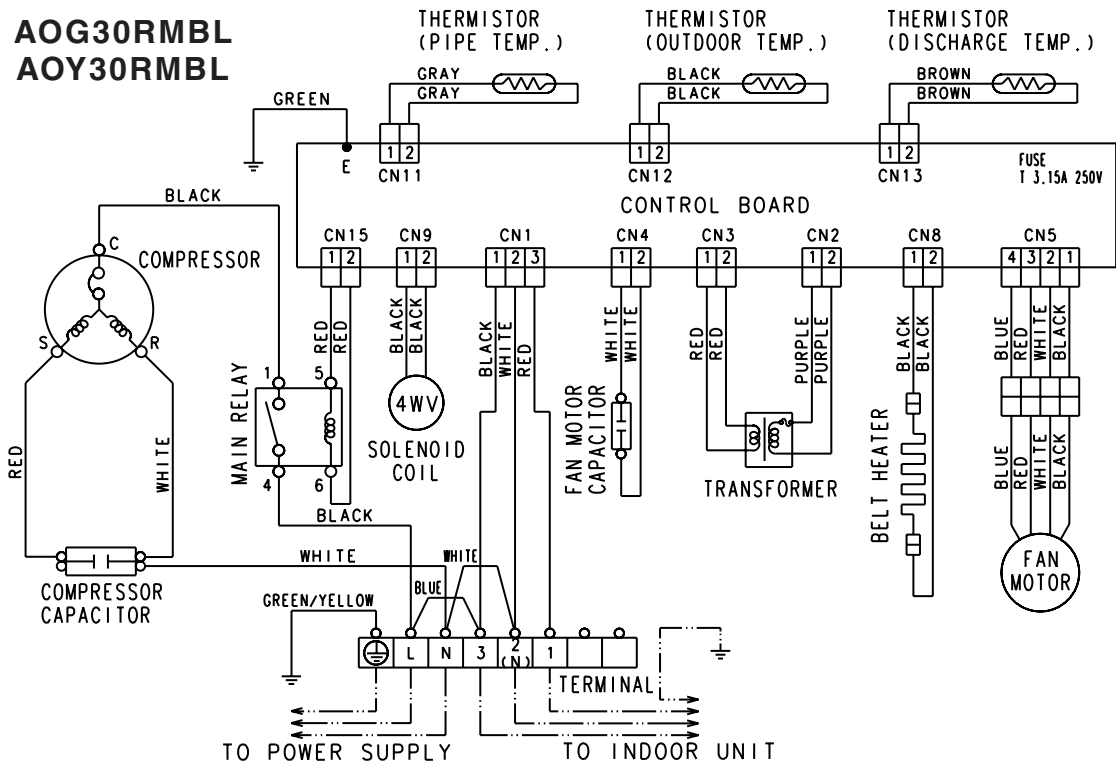 AOG30RMBL
AOY30RMBL
THERMISTOR
(PIPE TEMP.)
THERMISTOR
(OUTDOOR TEMP.)
THERMISTOR
(DISCHARGE TEMP.)
GRAY
GRAY
BLACK
BLACK
BROWN
BROWN
GREEN
E
1 2
CN11
1 2
CN12
1 2
CN13
FUSE
T 3.15A 250V
CONTROL BOARD
BLACK
C
COMPRESSOR
S
R
CN15
1 2
CN9
1 2
CN1
1 2 3
CN4
1 2
CN3
1 2
CN2
1 2
CN8
1 2
CN5
4 3 2 1
RED
RED
BLACK
BLACK
BLACK
WHITE
RED
WHITE
WHITE
RED
RED
PURPLE
PURPLE
BLACK
BLACK
BLUE
RED
WHITE
BLACK
MAIN RELAY
1
5
4
6
4WV
SOLENOID
COIL
FAN MOTOR
CAPACITOR
TRANSFORMER
BELT HEATER
BLUE
RED
WHITE
BLACK
FAN
MOTOR
RED
WHITE
BLACK
WHITE
WHITE
BLUE
COMPRESSOR
CAPACITOR
GREEN/YELLOW
L N 3 2 1
(N)
TERMINAL
TO POWER SUPPLY
TO INDOOR UNIT